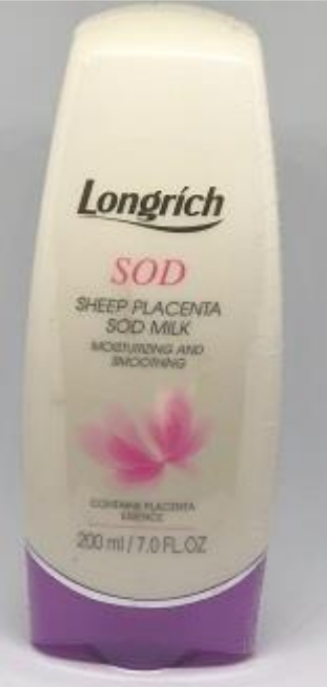 Longrich
SOD
SHEEP PLACENTA
SOD MILK
MOISTURIZING AND
SMOOTHING
CONTAINS PLACENTA
ESSENCE
200 ml / 7.0 FL.OZ